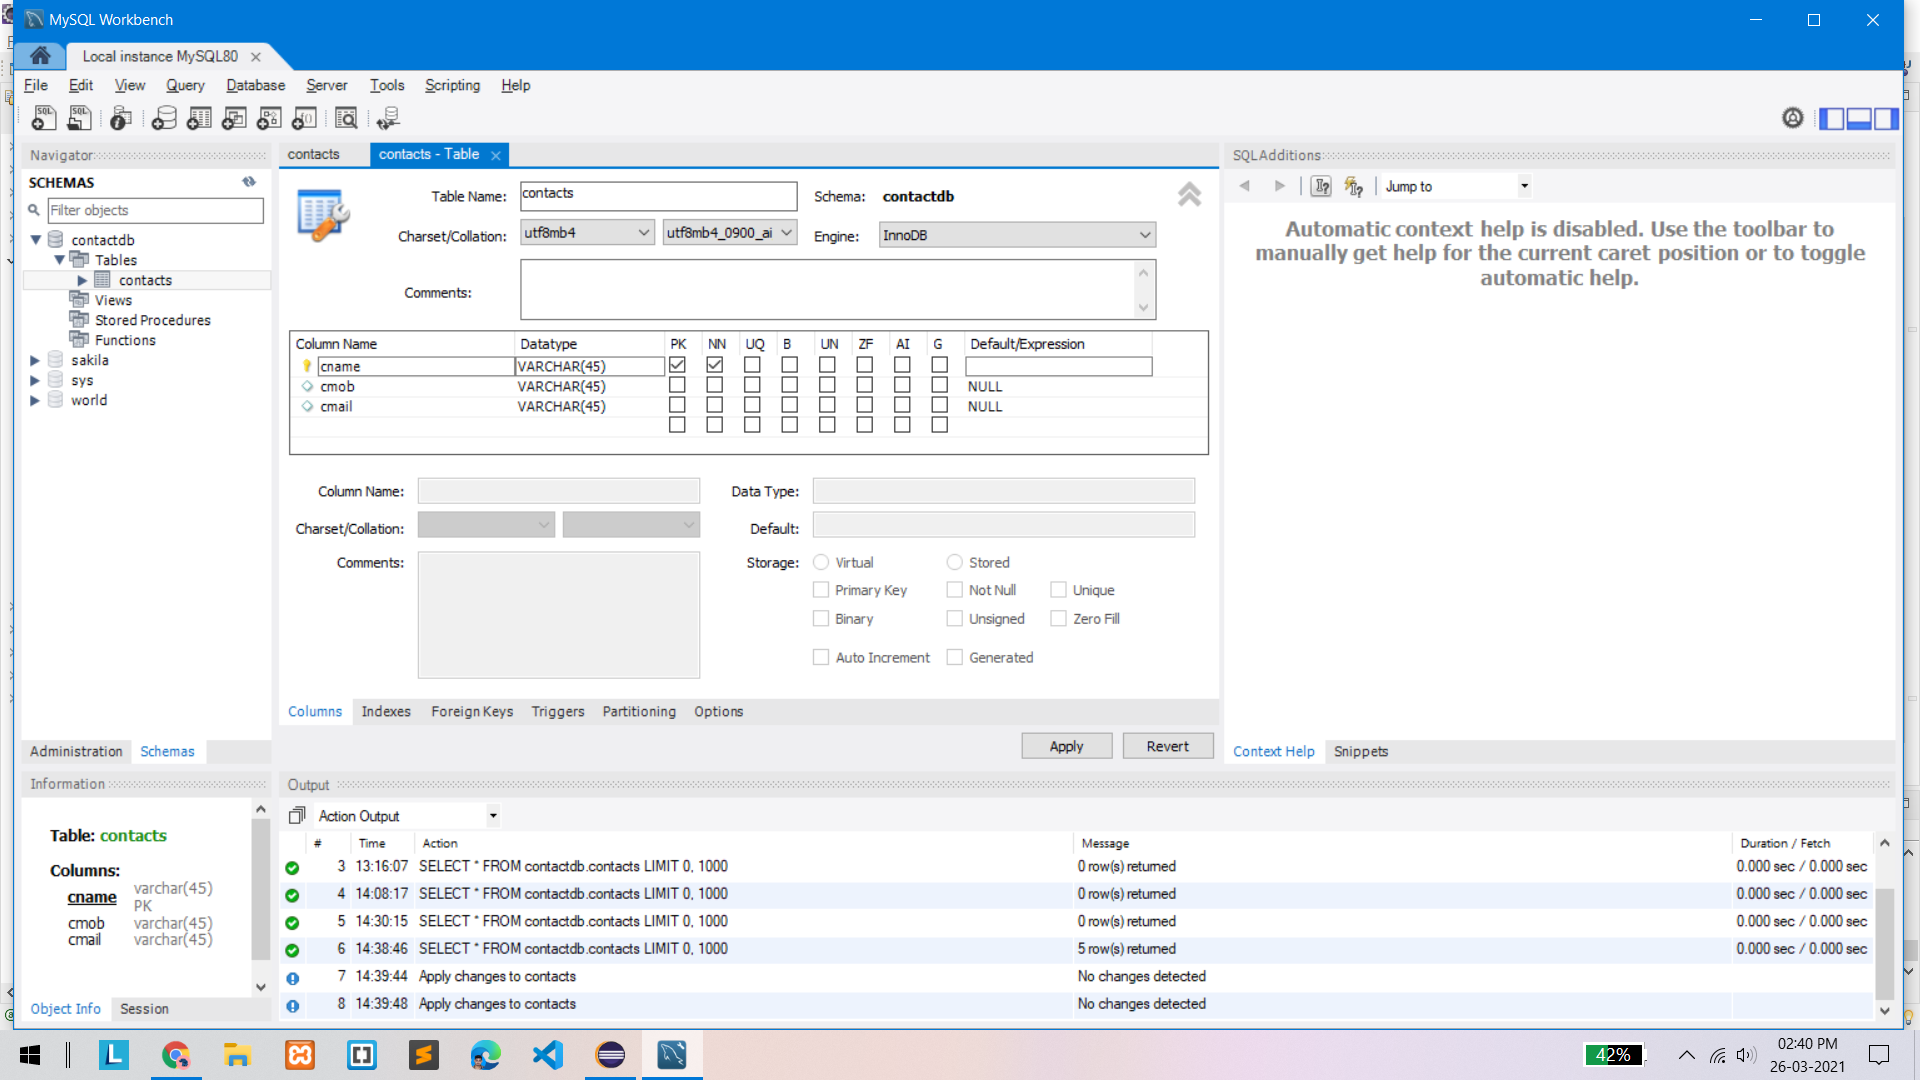 MySQL Workbench
Local instance MySQL80
File Edit View Query Database Server Tools Scripting Help
Navigator
SCHEMAS
Filter objects
contactdb
Tables
contacts
Views
Stored Procedures
Functions
sakila
sys
world
Administration Schemas
Information
Table: contacts
Columns:
cname varchar(45) PK
cmob varchar(45)
cmail varchar(45)
Object Info Session
contacts contacts - Table
Table Name: contacts Schema: contactdb
Charset/Collation: utf8mb4 utf8mb4_0900_ai Engine: InnoDB
Comments:
Column Name Datatype PK NN UQ B UN ZF AI G Default/Expression
cname VARCHAR(45)
cmob VARCHAR(45) NULL
cmail VARCHAR(45) NULL
Column Name: Data Type:
Charset/Collation: Default:
Comments: Storage: Virtual Stored
Primary Key Not Null Unique
Binary Unsigned Zero Fill
Auto Increment Generated
Columns Indexes Foreign Keys Triggers Partitioning Options
Apply Revert
SQLAdditions
Jump to
Automatic context help is disabled. Use the toolbar to
manually get help for the current caret position or to toggle
automatic help.
Context Help Snippets
Output
Action Output
# Time Action Message Duration / Fetch
3 13:16:07 SELECT * FROM contactdb.contacts LIMIT 0, 1000 0 row(s) returned 0.000 sec / 0.000 sec
4 14:08:17 SELECT * FROM contactdb.contacts LIMIT 0, 1000 0 row(s) returned 0.000 sec / 0.000 sec
5 14:30:15 SELECT * FROM contactdb.contacts LIMIT 0, 1000 0 row(s) returned 0.000 sec / 0.000 sec
6 14:38:46 SELECT * FROM contactdb.contacts LIMIT 0, 1000 5 row(s) returned 0.000 sec / 0.000 sec
7 14:39:44 Apply changes to contacts No changes detected
8 14:39:48 Apply changes to contacts No changes detected
42%
02:40 PM
26-03-2021